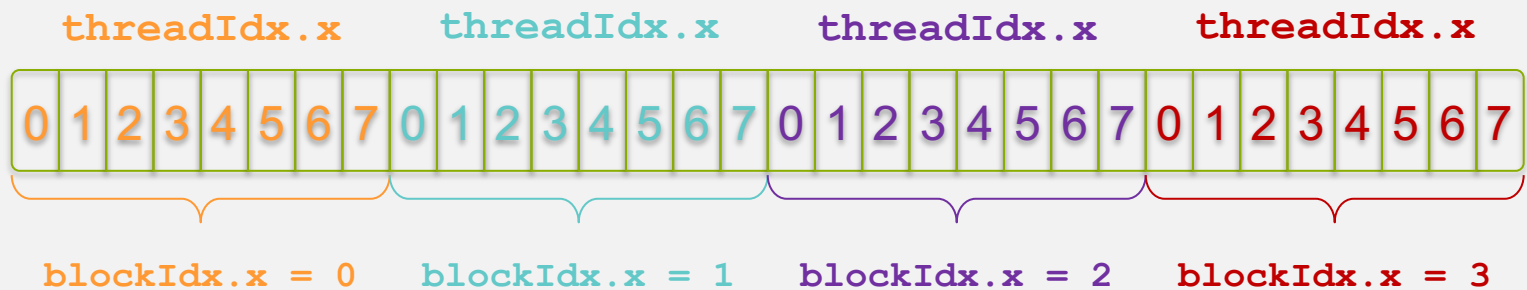 threadIdx.x threadIdx.x threadIdx.x threadIdx.x
0 1 2 3 4 5 6 7 0 1 2 3 4 5 6 7 0 1 2 3 4 5 6 7 0 1 2 3 4 5 6 7
blockIdx.x = 0 blockIdx.x = 1 blockIdx.x = 2 blockIdx.x = 3